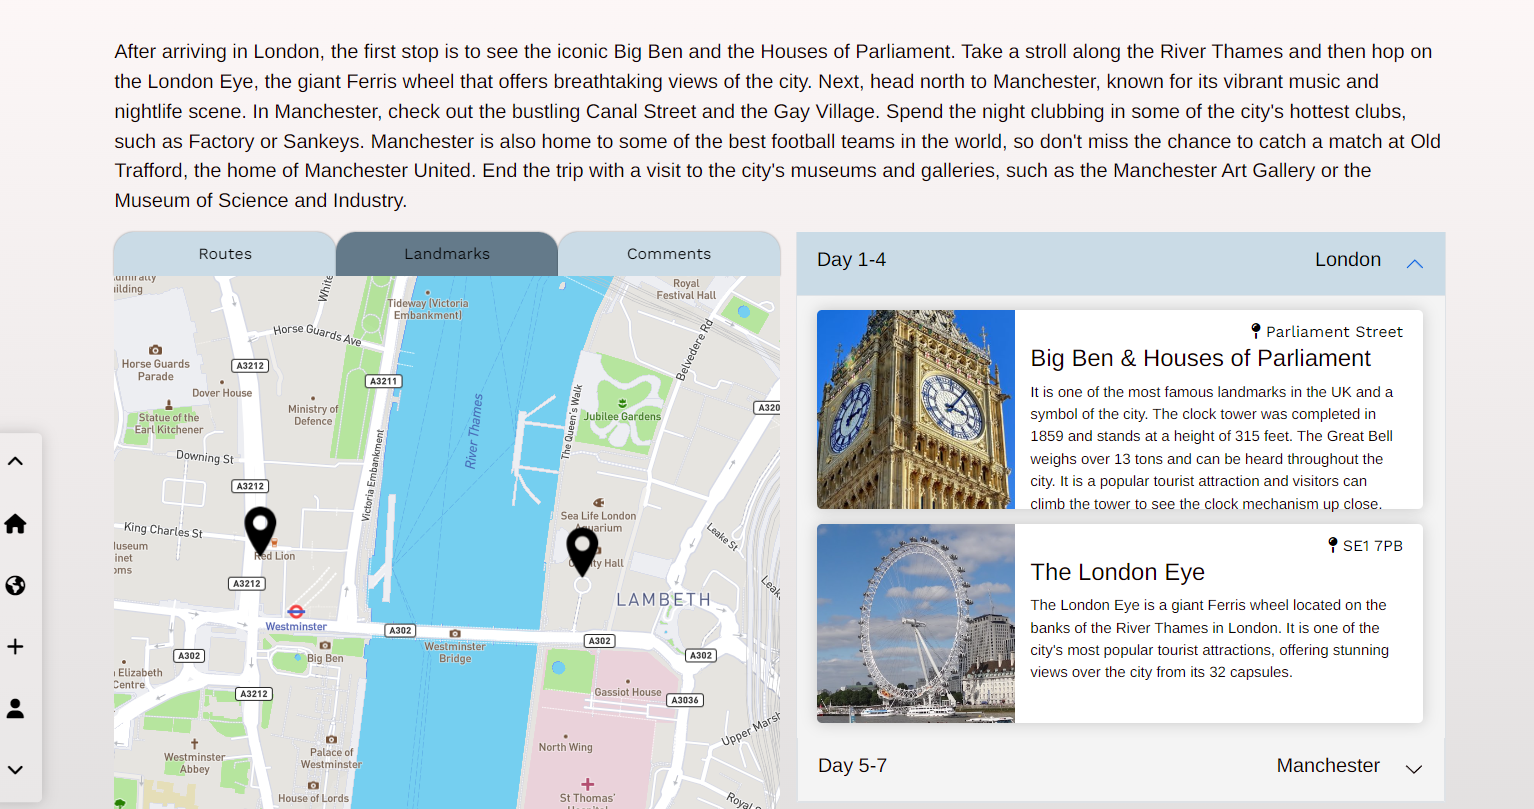 After arriving in London, the first stop is to see the iconic Big Ben and the Houses of Parliament. Take a stroll along the River Thames and then hop on
the London Eye, the giant Ferris wheel that offers breathtaking views of the city. Next, head north to Manchester, known for its vibrant music and
nightlife scene. In Manchester, check out the bustling Canal Street and the Gay Village. Spend the night clubbing in some of the city's hottest clubs,
such as Factory or Sankeys. Manchester is also home to some of the best football teams in the world, so don't miss the chance to catch a match at Old
Trafford, the home of Manchester United. End the trip with a visit to the city's museums and galleries, such as the Manchester Art Gallery or the
Museum of Science and Industry.
Routes
Landmarks
Comments
White
Tideway (Victoria
Embankment)
Royal
Festival Hall
Horse Guards Ave
Belvedere Rd
Horse Guards
Parade
A3212
A3211
Dover House
Ministry of
Defence
Statue of the
Earl Kitchener
River Thames
The Queen's Walk
Jubilee Gardens
A320
Downing St
Victoria Embankment
A3212
King Charles St
Sea Life London
Aquarium
Leake St
Red Lion
Hall
A3212
LAMBETH
Westminster
A302
Westminster
Bridge
A302
A302
Big Ben
A302
Elizabeth
Centre
A3212
Gassiot House
A3036
Upper Marsh
North Wing
Westminster
Abbey
Palace of
Westminster
House of Lords
St Thomas'
Royal
Day 1-4
London
Parliament Street
Big Ben & Houses of Parliament
It is one of the most famous landmarks in the UK and a
symbol of the city. The clock tower was completed in
1859 and stands at a height of 315 feet. The Great Bell
weighs over 13 tons and can be heard throughout the
city. It is a popular tourist attraction and visitors can
climb the tower to see the clock mechanism up close.
SE1 7PB
The London Eye
The London Eye is a giant Ferris wheel located on the
banks of the River Thames in London. It is one of the
city's most popular tourist attractions, offering stunning
views over the city from its 32 capsules.
Day 5-7
Manchester